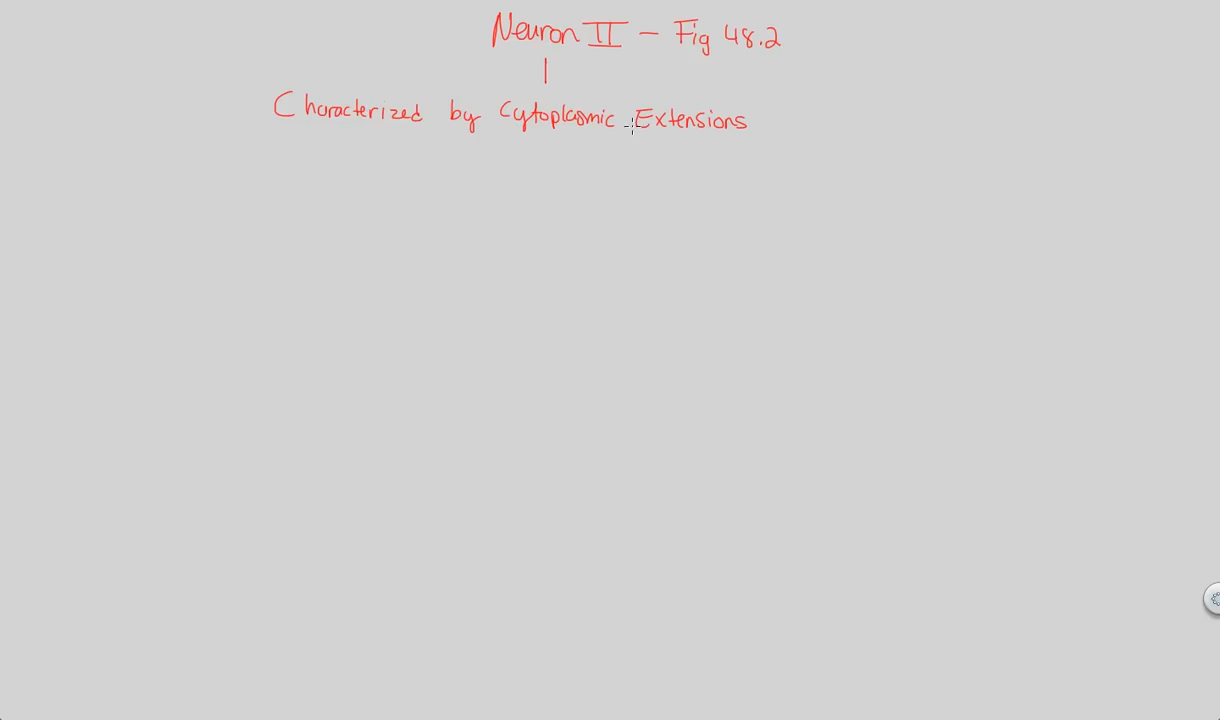 Neuron II - Fig 48.2
Characterized by Cytoplasmic Extensions